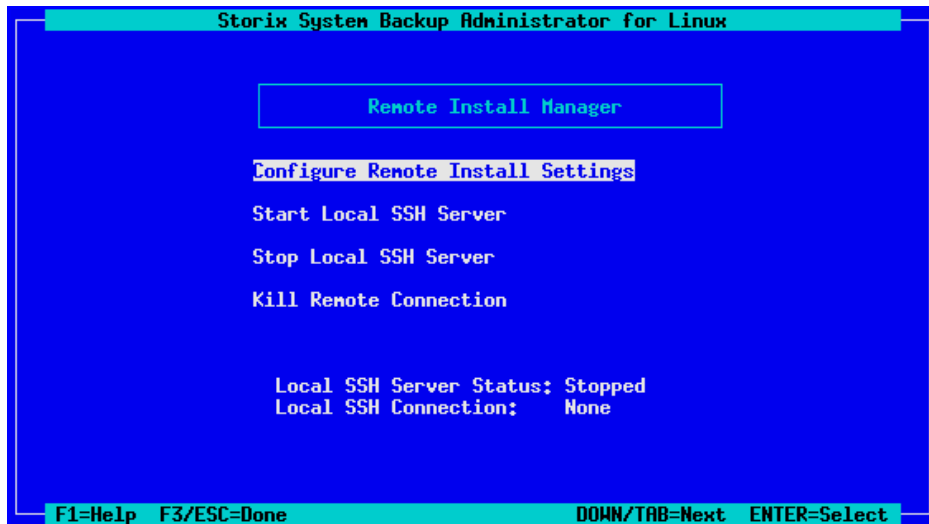 Storix System Backup Administrator for Linux
Remote Install Manager
Configure Remote Install Settings
Start Local SSH Server
Stop Local SSH Server
Kill Remote Connection
Local SSH Server Status: Stopped
Local SSH Connection: None
F1=Help F3/ESC=Done DOWN/TAB=Next ENTER=Select